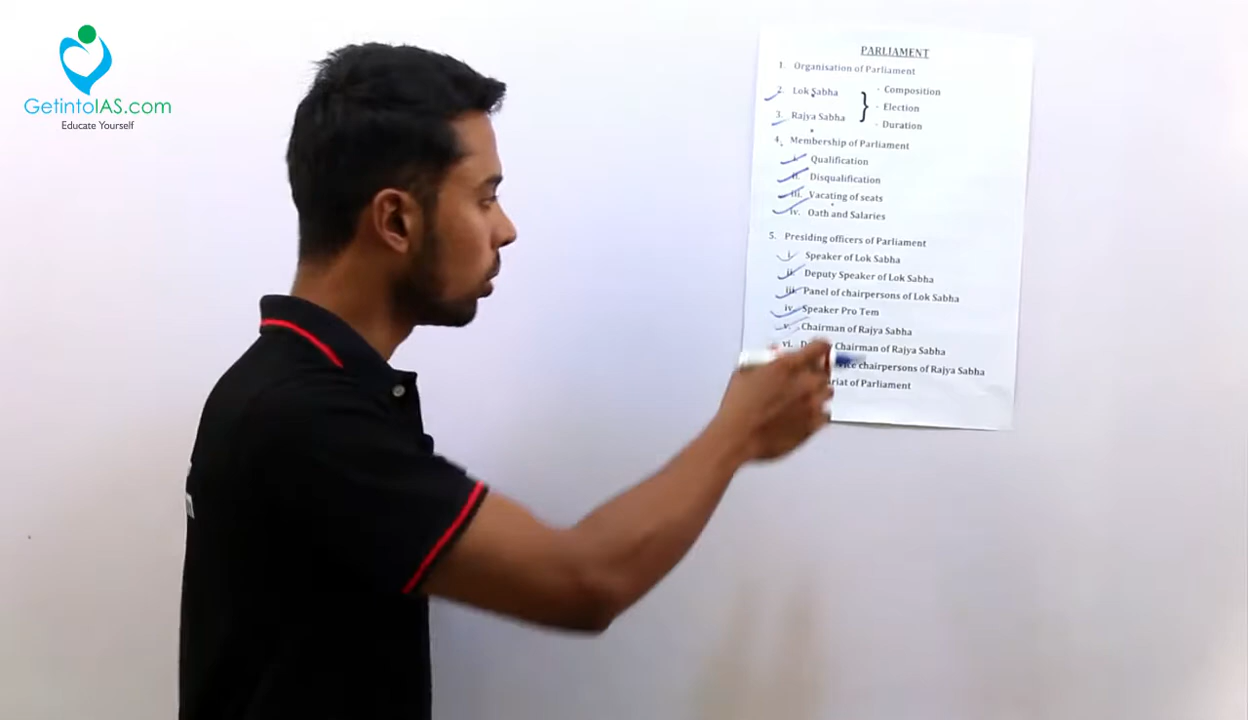 GetintoIAS.com
Educate Yourself
PARLIAMENT
1. Organisation of Parliament
2. Lok Sabha
3. Rajya Sabha
- Composition
- Election
- Duration
4. Membership of Parliament
i. Qualification
ii. Disqualification
iii. Vacating of seats
iv. Oath and Salaries
5. Presiding officers of Parliament
i. Speaker of Lok Sabha
ii. Deputy Speaker of Lok Sabha
iii. Panel of chairpersons of Lok Sabha
iv. Speaker Pro Tem
v. Chairman of Rajya Sabha
vi. Chairman of Rajya Sabha
vice chairpersons of Rajya Sabha
of Parliament